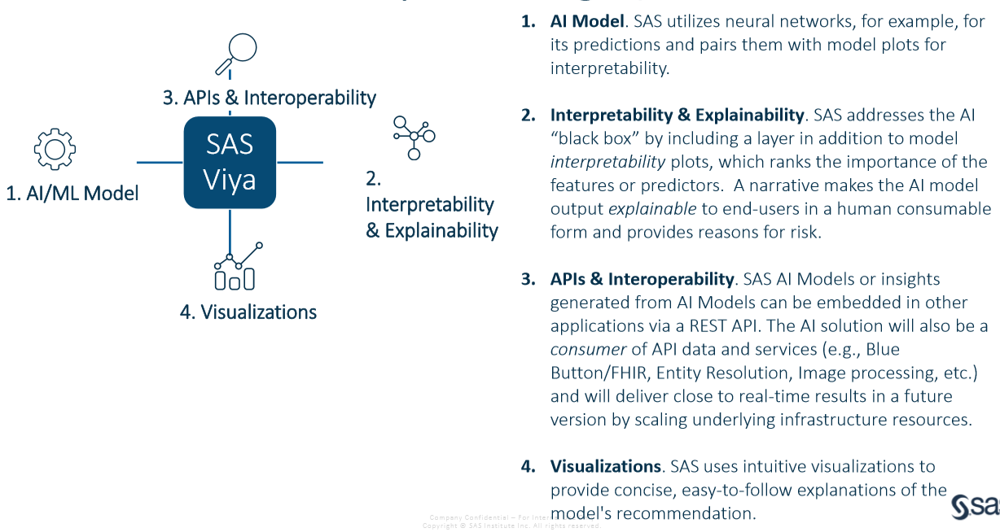 3. APIs & Interoperability
SAS
Viya
1. AI/ML Model
2.
Interpretability
& Explainability
4. Visualizations
1. AI Model. SAS utilizes neural networks, for example, for
its predictions and pairs them with model plots for
interpretability.
2. Interpretability & Explainability. SAS addresses the AI
“black box” by including a layer in addition to model
interpretability plots, which ranks the importance of the
features or predictors. A narrative makes the AI model
output explainable to end-users in a human consumable
form and provides reasons for risk.
3. APIs & Interoperability. SAS AI Models or insights
generated from AI Models can be embedded in other
applications via a REST API. The AI solution will also be a
consumer of API data and services (e.g., Blue
Button/FHIR, Entity Resolution, Image processing, etc.)
and will deliver close to real-time results in a future
version by scaling underlying infrastructure resources.
4. Visualizations. SAS uses intuitive visualizations to
provide concise, easy-to-follow explanations of the
model's recommendation.
Company Confidential – For
Copyright © SAS Institute Inc. All rights reserved.
sas